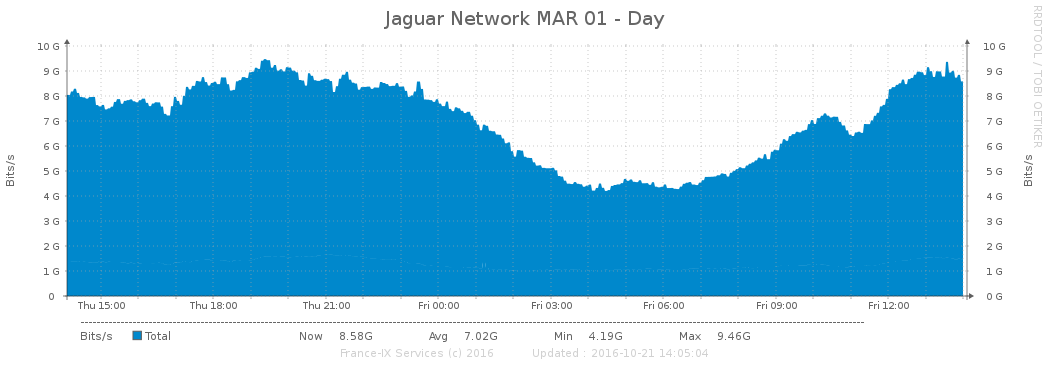 Jaguar Network MAR 01 - Day
RRDTOOL / TOBI OETIKER
Bits/s
10 G
9 G
8 G
7 G
6 G
5 G
4 G
3 G
2 G
1 G
0
10 G
9 G
8 G
7 G
6 G
5 G
4 G
3 G
2 G
1 G
0 G
Bits/s
Thu 15:00 Thu 18:00 Thu 21:00 Fri 00:00 Fri 03:00 Fri 06:00 Fri 09:00 Fri 12:00
Bits/s Total Now 8.58G Avg 7.02G Min 4.19G Max 9.46G
France-IX Services (c) 2016 Updated : 2016-10-21 14:05:04